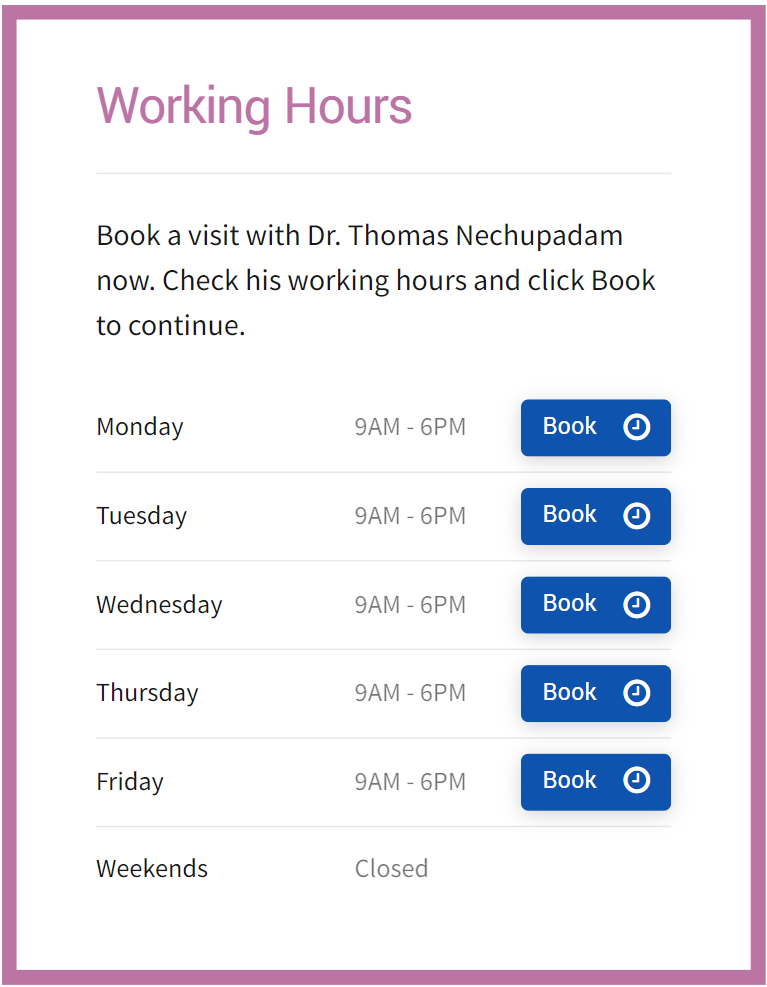 Working Hours
Book a visit with Dr. Thomas Nechupadam
now. Check his working hours and click Book
to continue.
Monday 9AM - 6PM Book
Tuesday 9AM - 6PM Book
Wednesday 9AM - 6PM Book
Thursday 9AM - 6PM Book
Friday 9AM - 6PM Book
Weekends Closed